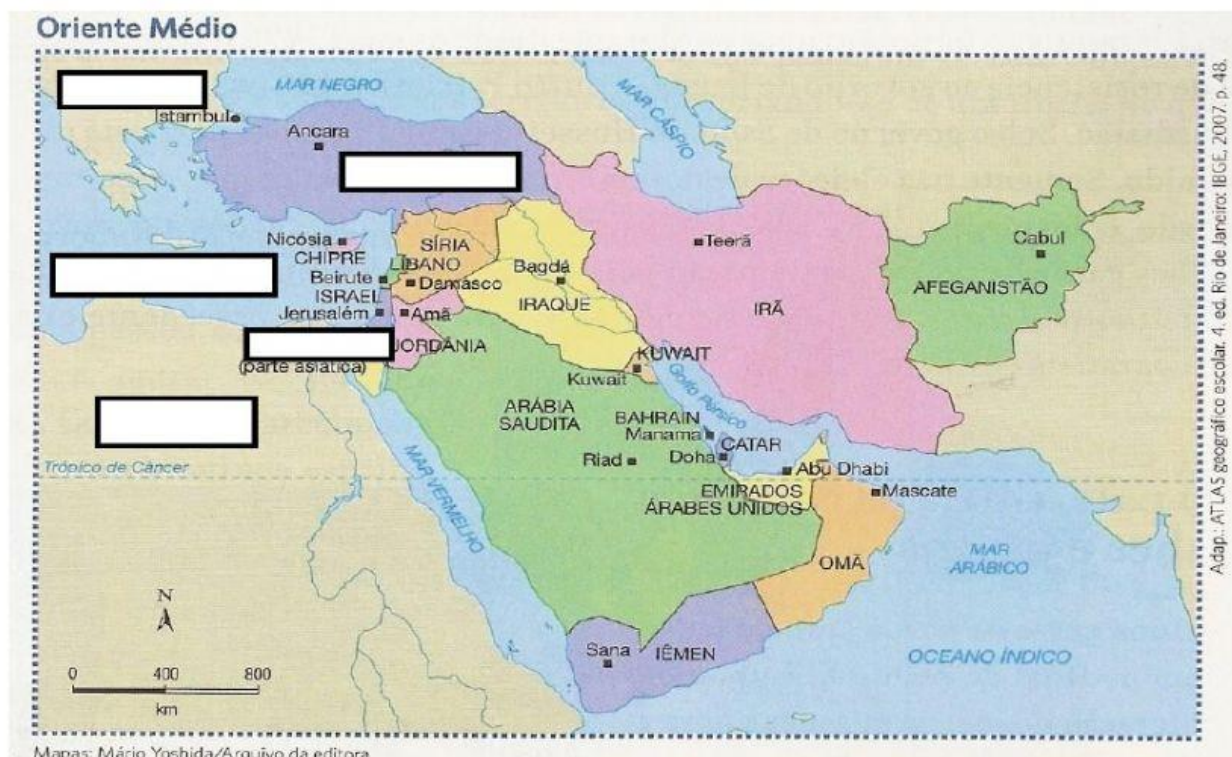 Oriente Médio
MAR NEGRO
MAR CÁSPIO
Istambul
Ancara
Nicósia
CHIPRE
SÍRIA
LÍBANO
Beirute
Damasco
ISRAEL
Jerusalém
Amã
JORDÂNIA
(parte asiática)
Bagdá
IRAQUE
Teerã
IRÃ
Cabul
AFEGANISTÃO
KUWAIT
Kuwait
Golfo Pérsico
ARÁBIA
SAUDITA
BAHRAIN
Manama
CATAR
Doha
Riad
Abu Dhabi
EMIRADOS
ÁRABES UNIDOS
Mascate
Trópico de Câncer
MAR VERMELHO
OMÃ
MAR
ARÁBICO
Sana
IÊMEN
OCEANO ÍNDICO
N
0 400 800
km
Mapas: Mário Yoshida/Arquivo da editora
Adap.: ATLAS geográfico escolar. 4. ed. Rio de Janeiro: IBGE, 2007, p. 48.